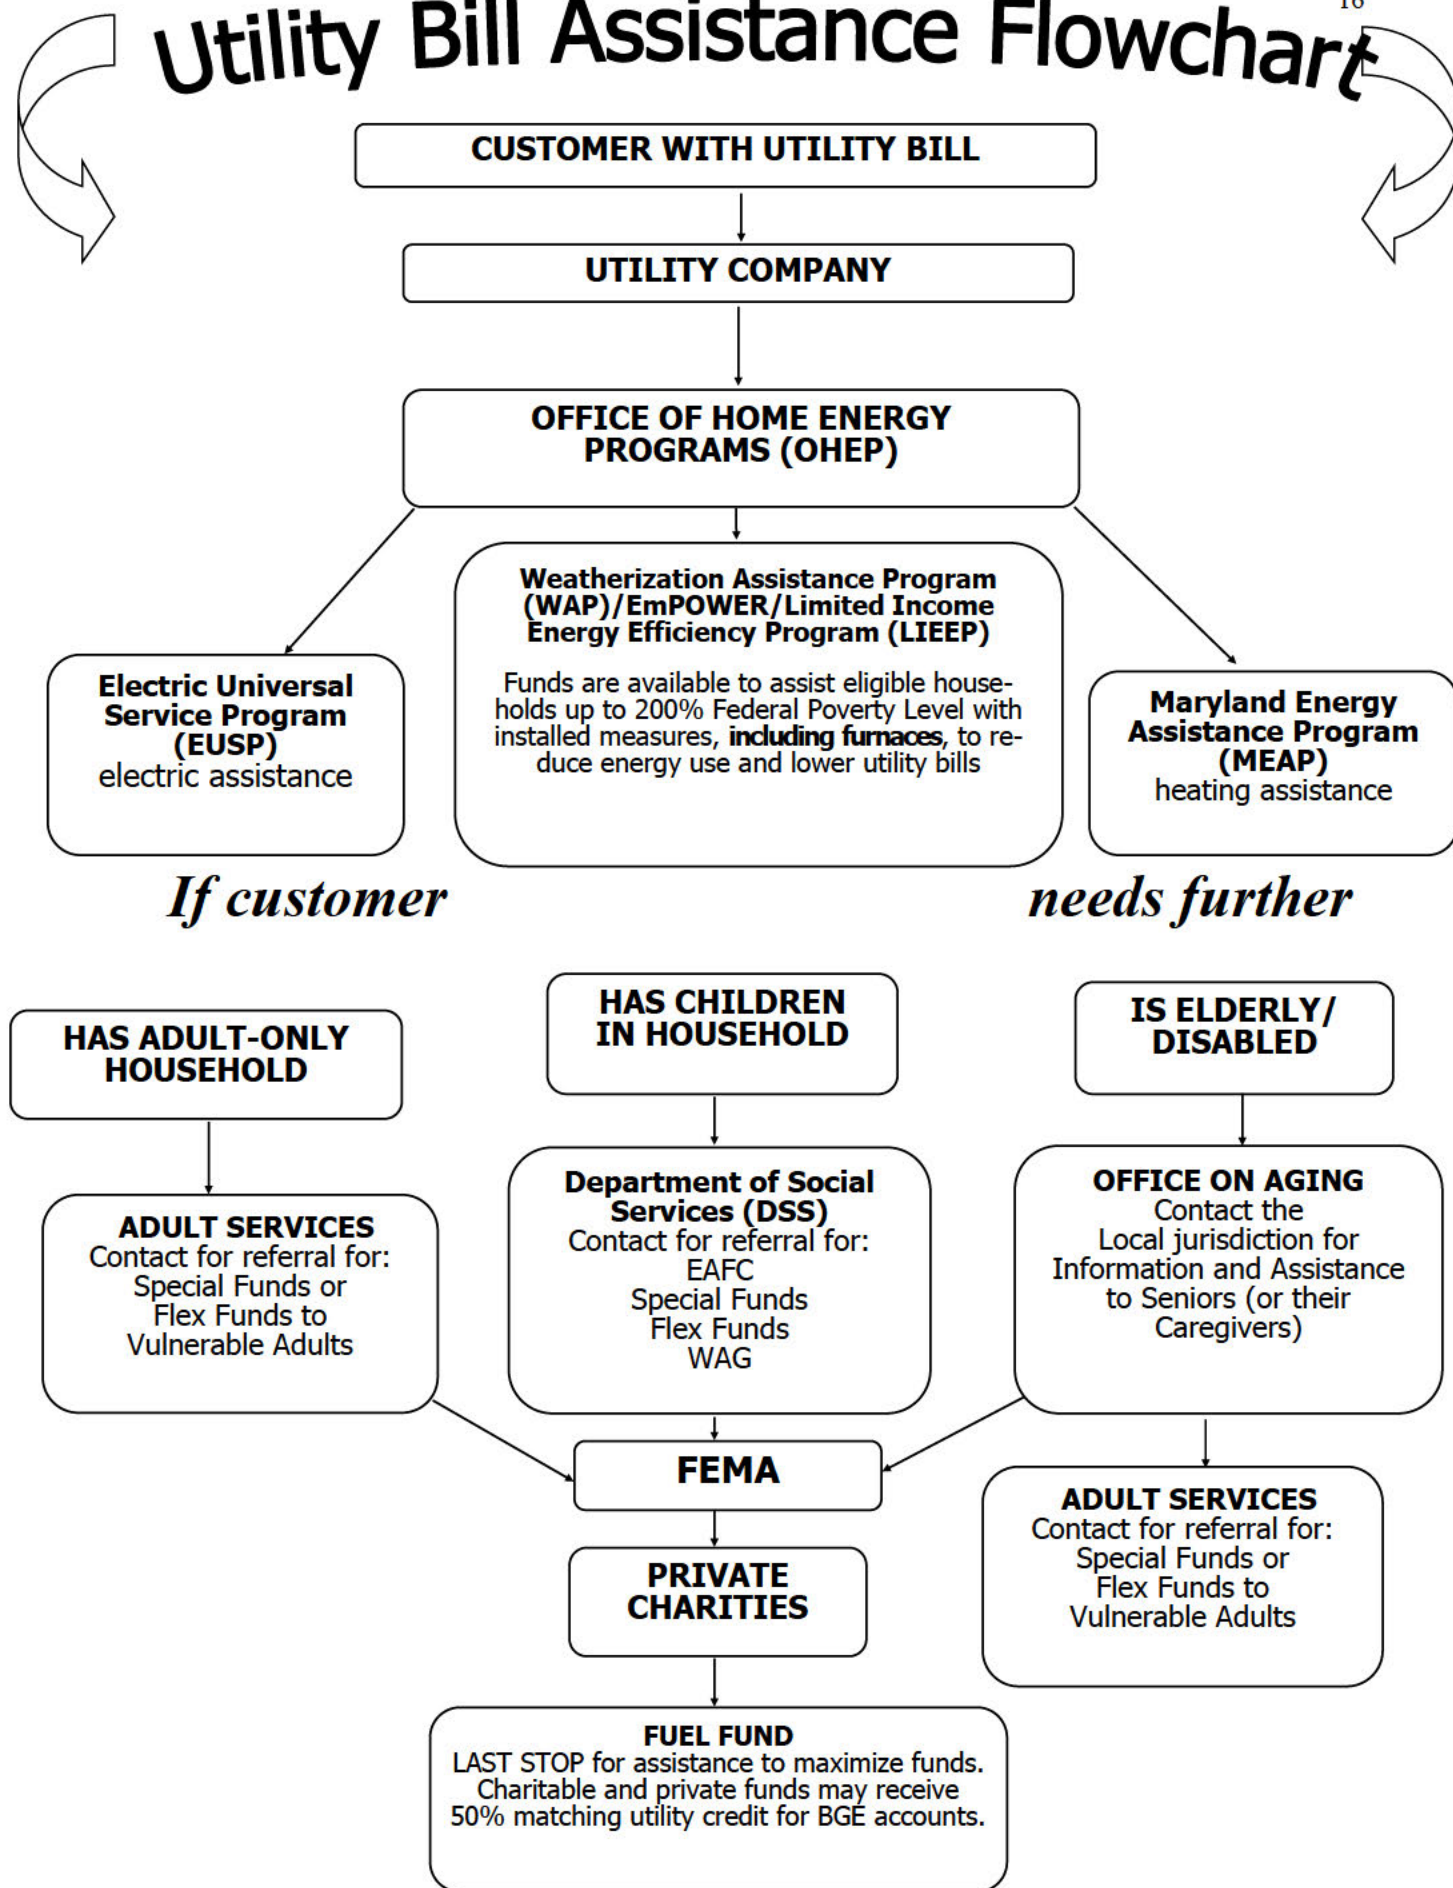 16
Utility Bill Assistance Flowchart
CUSTOMER WITH UTILITY BILL
UTILITY COMPANY
OFFICE OF HOME ENERGY
PROGRAMS (OHEP)
Weatherization Assistance Program
(WAP)/EmPOWER/Limited Income
Energy Efficiency Program (LIEEP)
Funds are available to assist eligible house-
holds up to 200% Federal Poverty Level with
installed measures, including furnaces, to re-
duce energy use and lower utility bills
Electric Universal
Service Program
(EUSP)
electric assistance
Maryland Energy
Assistance Program
(MEAP)
heating assistance
If customer needs further
HAS ADULT-ONLY
HOUSEHOLD
HAS CHILDREN
IN HOUSEHOLD
IS ELDERLY/
DISABLED
ADULT SERVICES
Contact for referral for:
Special Funds or
Flex Funds to
Vulnerable Adults
Department of Social
Services (DSS)
Contact for referral for:
EAFC
Special Funds
Flex Funds
WAG
OFFICE ON AGING
Contact the
Local jurisdiction for
Information and Assistance
to Seniors (or their
Caregivers)
FEMA
ADULT SERVICES
Contact for referral for:
Special Funds or
Flex Funds to
Vulnerable Adults
PRIVATE
CHARITIES
FUEL FUND
LAST STOP for assistance to maximize funds.
Charitable and private funds may receive
50% matching utility credit for BGE accounts.